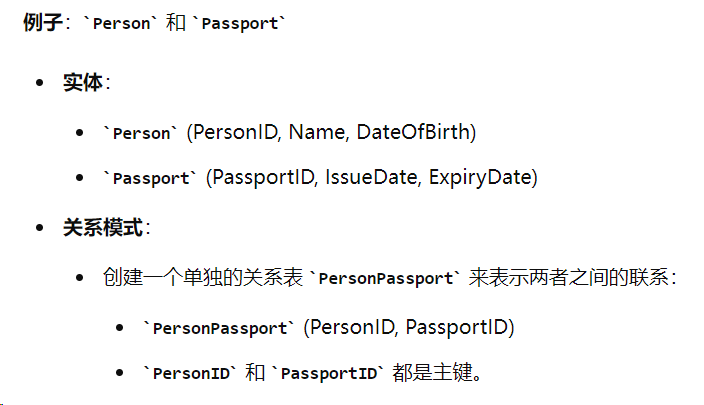 例子：`Person` 和 `Passport`
• 实体：
• `Person` (PersonID, Name, DateOfBirth)
• `Passport` (PassportID, IssueDate, ExpiryDate)
• 关系模式：
• 创建一个单独的关系表 `PersonPassport` 来表示两者之间的联系：
• `PersonPassport` (PersonID, PassportID)
• `PersonID` 和 `PassportID` 都是主键。